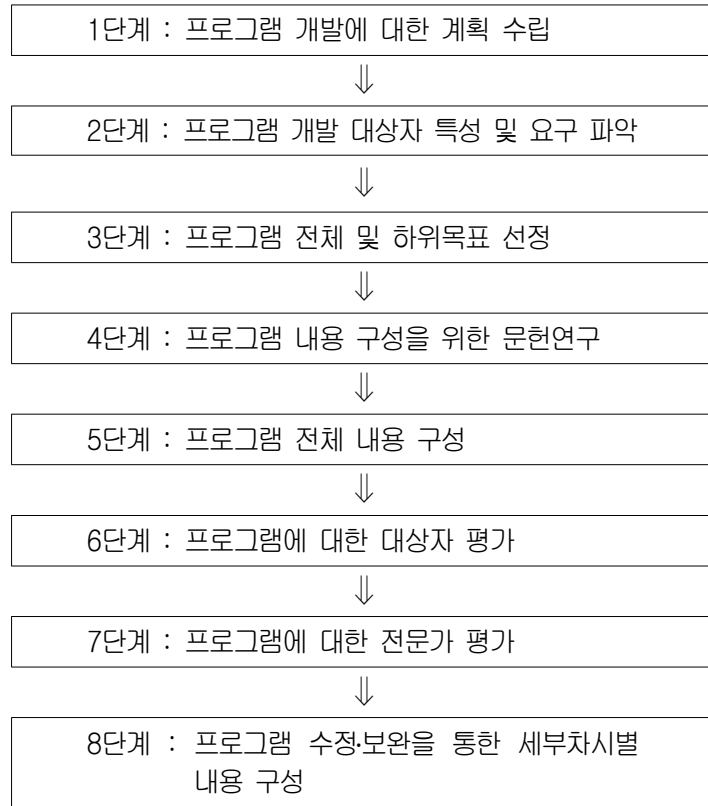 1단계 : 프로그램 개발에 대한 계획 수립
⇓
2단계 : 프로그램 개발 대상자 특성 및 요구 파악
⇓
3단계 : 프로그램 전체 및 하위목표 선정
⇓
4단계 : 프로그램 내용 구성을 위한 문헌연구
⇓
5단계 : 프로그램 전체 내용 구성
⇓
6단계 : 프로그램에 대한 대상자 평가
⇓
7단계 : 프로그램에 대한 전문가 평가
⇓
8단계 : 프로그램 수정·보완을 통한 세부차시별
내용 구성